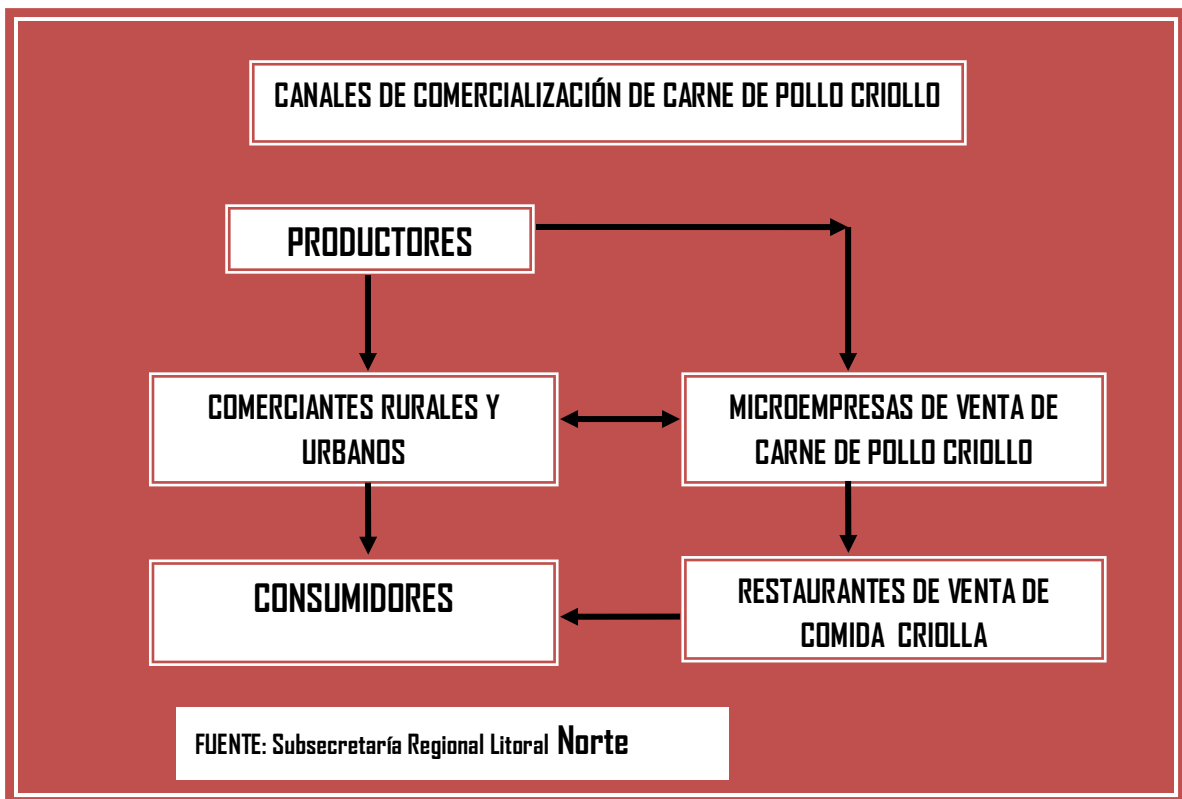 CANALES DE COMERCIALIZACIÓN DE CARNE DE POLLO CRIOLLO
PRODUCTORES
COMERCIANTES RURALES Y
URBANOS
MICROEMPRESAS DE VENTA DE
CARNE DE POLLO CRIOLLO
CONSUMIDORES
RESTAURANTES DE VENTA DE
COMIDA CRIOLLA
FUENTE: Subsecretaría Regional Litoral Norte